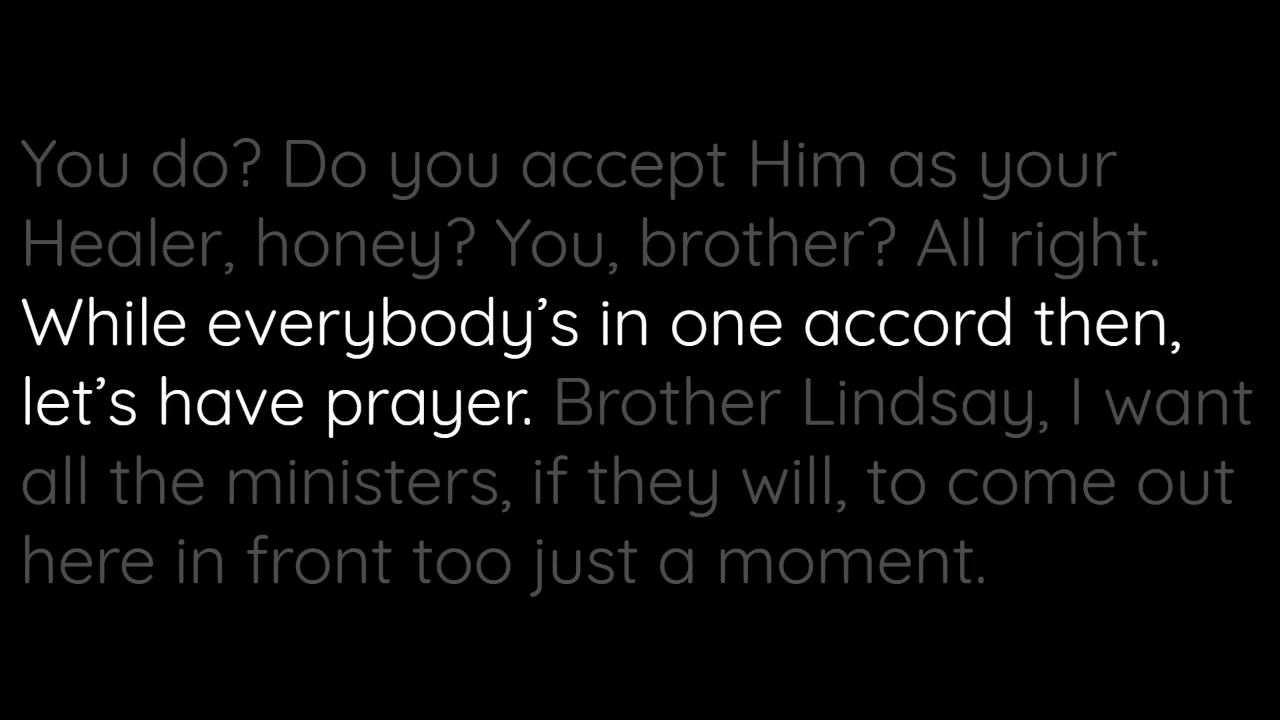 You do? Do you accept Him as your
Healer, honey? You, brother? All right.
While everybody’s in one accord then,
let’s have prayer. Brother Lindsay, I want
all the ministers, if they will, to come out
here in front too just a moment.